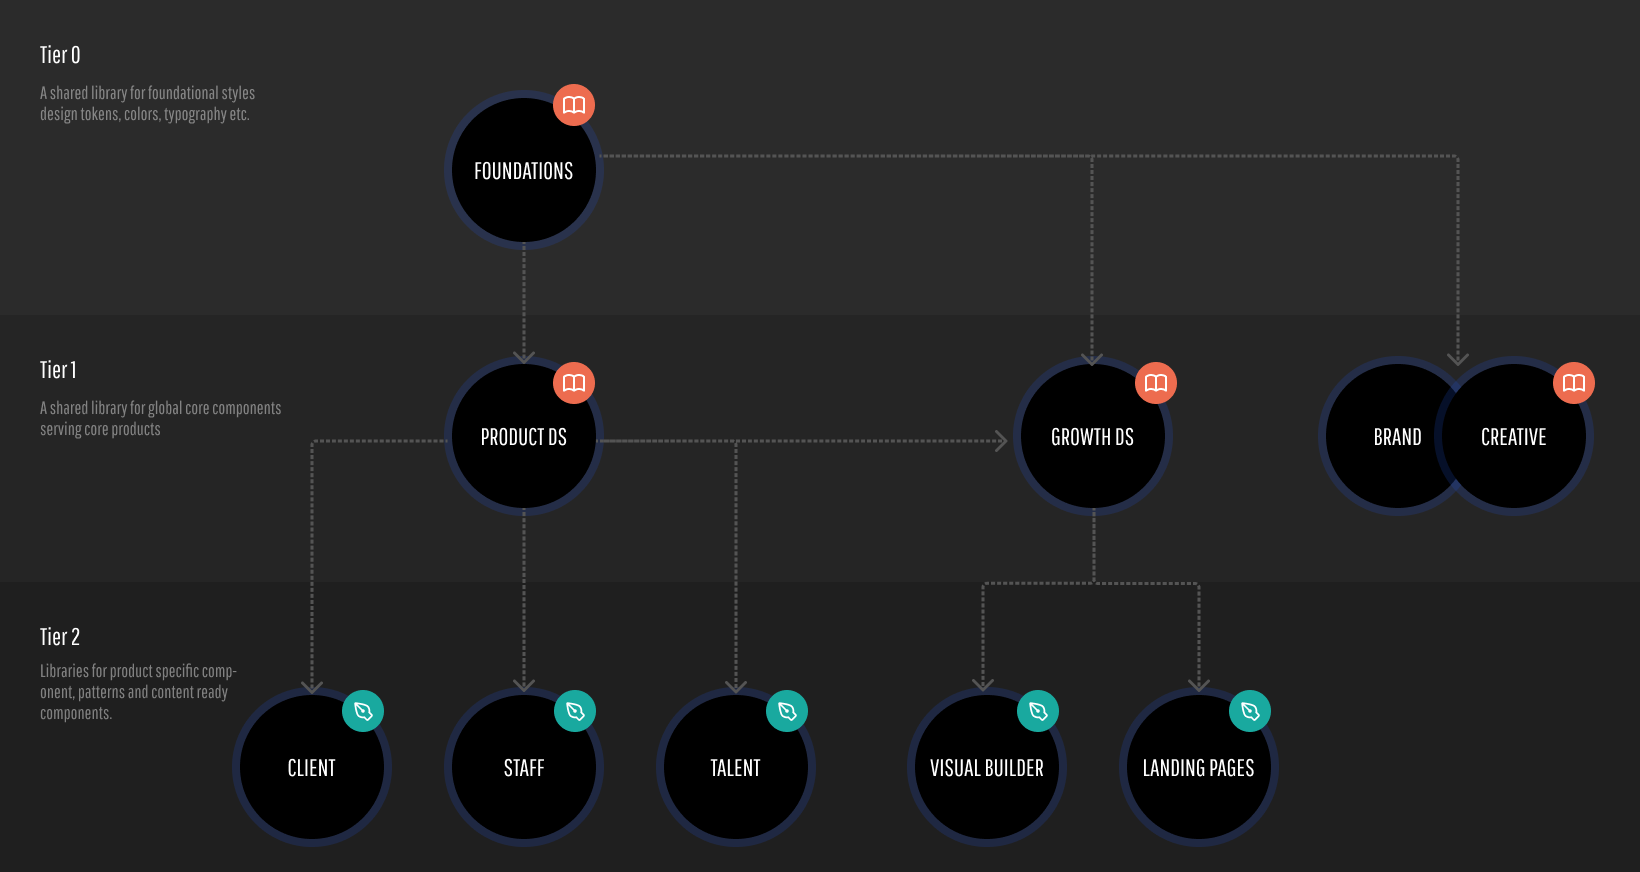 Tier 0
A shared library for foundational styles
design tokens, colors, typography etc.
FOUNDATIONS
Tier 1
A shared library for global core components
serving core products
PRODUCT DS
GROWTH DS
BRAND
CREATIVE
Tier 2
Libraries for product specific comp-
onent, patterns and content ready
components.
CLIENT
STAFF
TALENT
VISUAL BUILDER
LANDING PAGES